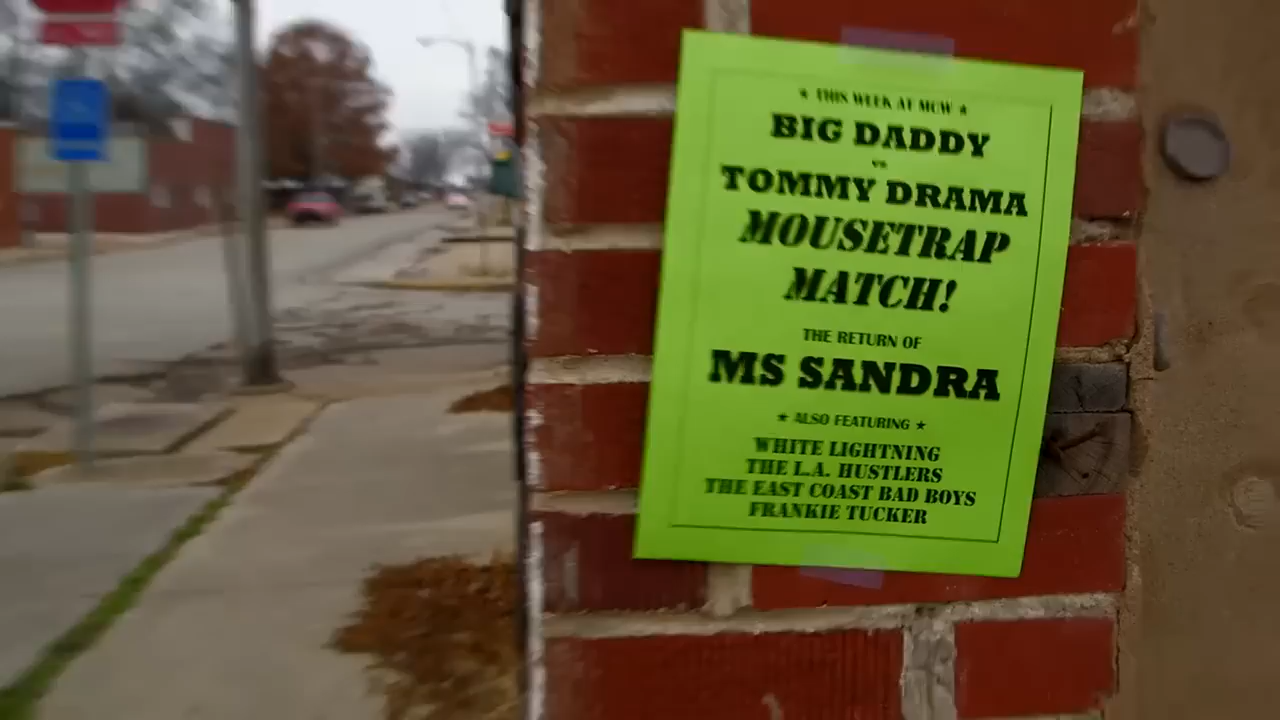 ★ THIS WEEK AT MCW ★
BIG DADDY
VS
TOMMY DRAMA
MOUSETRAP
MATCH!
THE RETURN OF
MS SANDRA
★ ALSO FEATURING ★
WHITE LIGHTNING
THE L.A. HUSTLERS
THE EAST COAST BAD BOYS
FRANKIE TUCKER